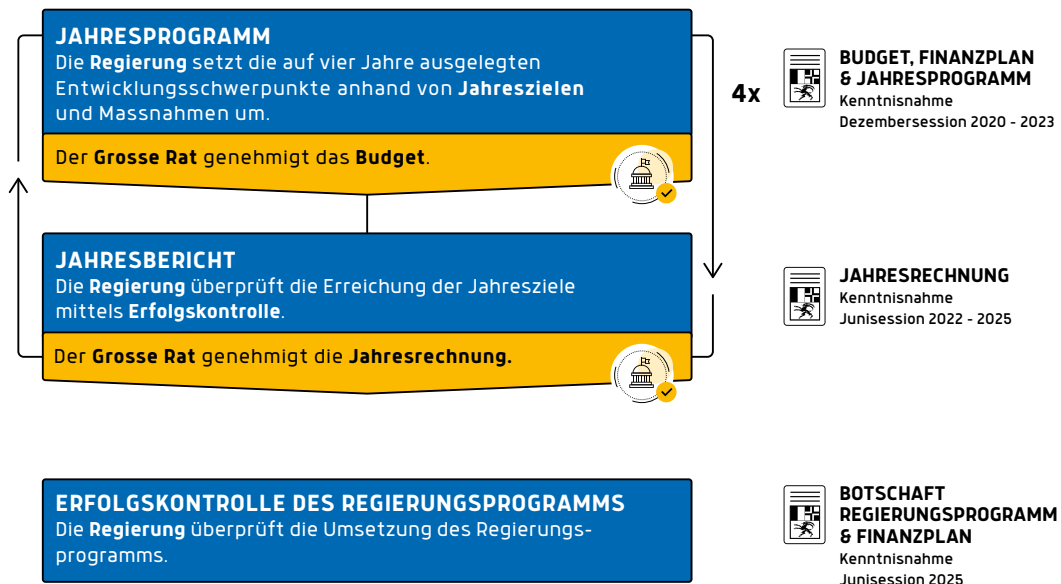 JAHRESPROGRAMM
Die Regierung setzt die auf vier Jahre ausgelegten
Entwicklungsschwerpunkte anhand von Jahreszielen
und Massnahmen um.
Der Grosse Rat genehmigt das Budget.
4x
BUDGET, FINANZPLAN
& JAHRESPROGRAMM
Kenntnisnahme
Dezembersession 2020 - 2023
JAHRESBERICHT
Die Regierung überprüft die Erreichung der Jahresziele
mittels Erfolgskontrolle.
Der Grosse Rat genehmigt die Jahresrechnung.
JAHRESRECHNUNG
Kenntnisnahme
Junisession 2022 - 2025
ERFOLGSKONTROLLE DES REGIERUNGSPROGRAMMS
Die Regierung überprüft die Umsetzung des Regierungs-
programms.
BOTSCHAFT
REGIERUNGSPROGRAMM
& FINANZPLAN
Kenntnisnahme
Junisession 2025